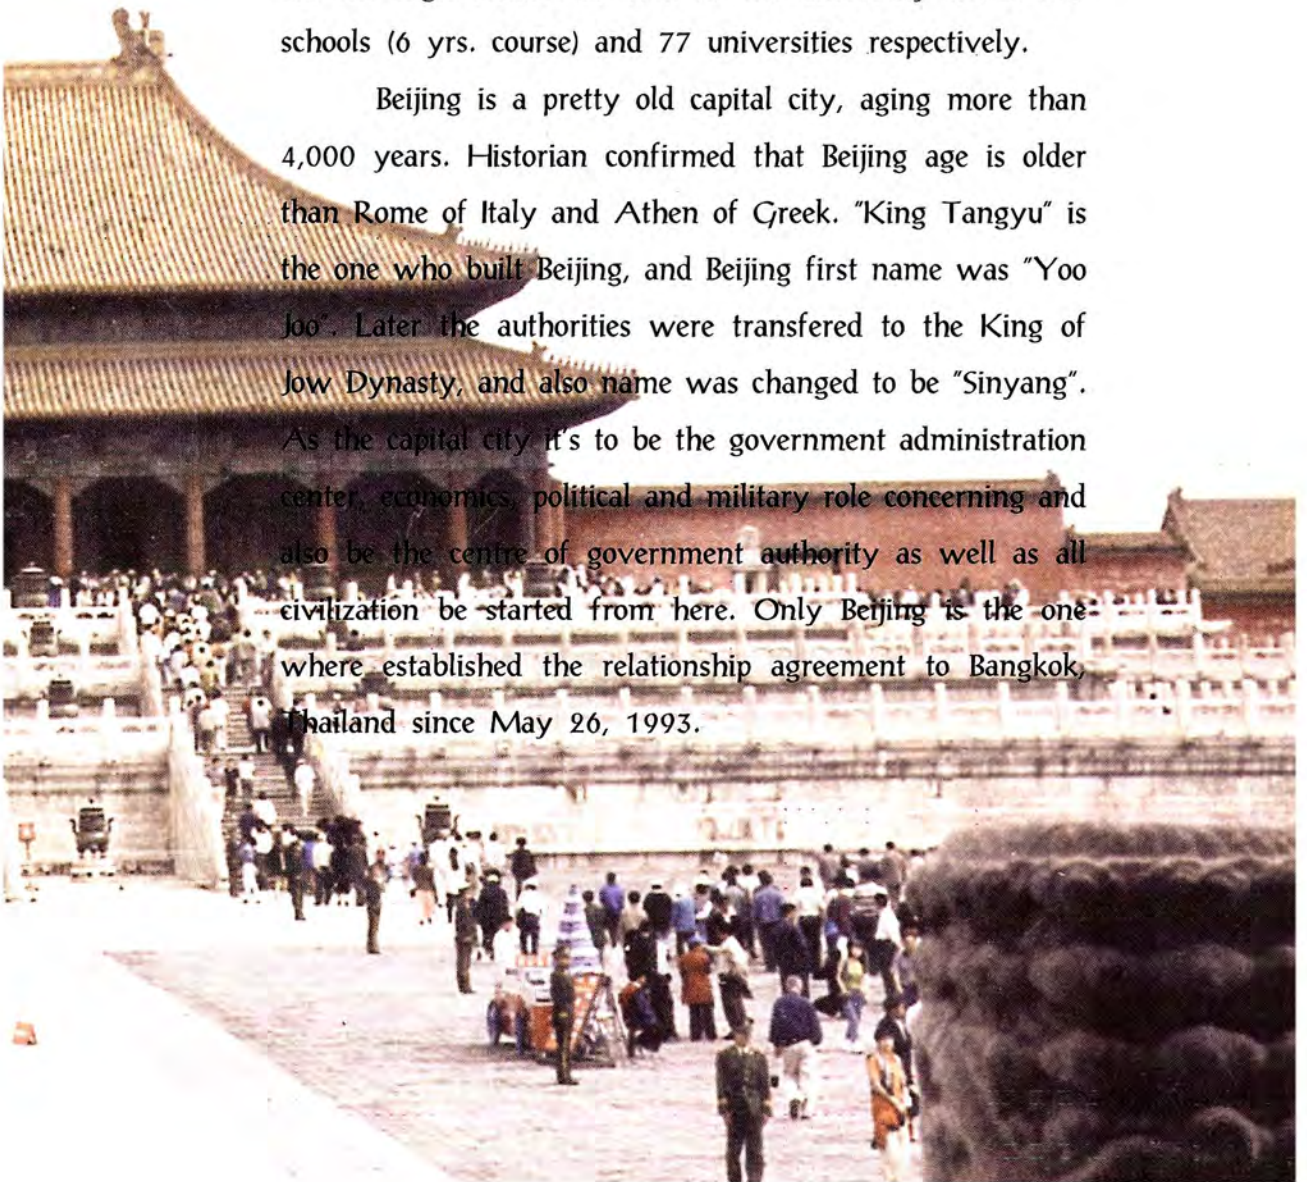 schools (6 yrs. course) and 77 universities respectively.
Beijing is a pretty old capital city, aging more than
4,000 years. Historian confirmed that Beijing age is older
than Rome of Italy and Athen of Greek. "King Tangyu" is
the one who built Beijing, and Beijing first name was "Yoo
Joo". Later the authorities were transfered to the King of
Jow Dynasty, and also name was changed to be "Sinyang".
As the capital city it's to be the government administration
center, economics, political and military role concerning and
also be the centre of government authority as well as all
civilization be started from here. Only Beijing is the one
where established the relationship agreement to Bangkok,
Thailand since May 26, 1993.